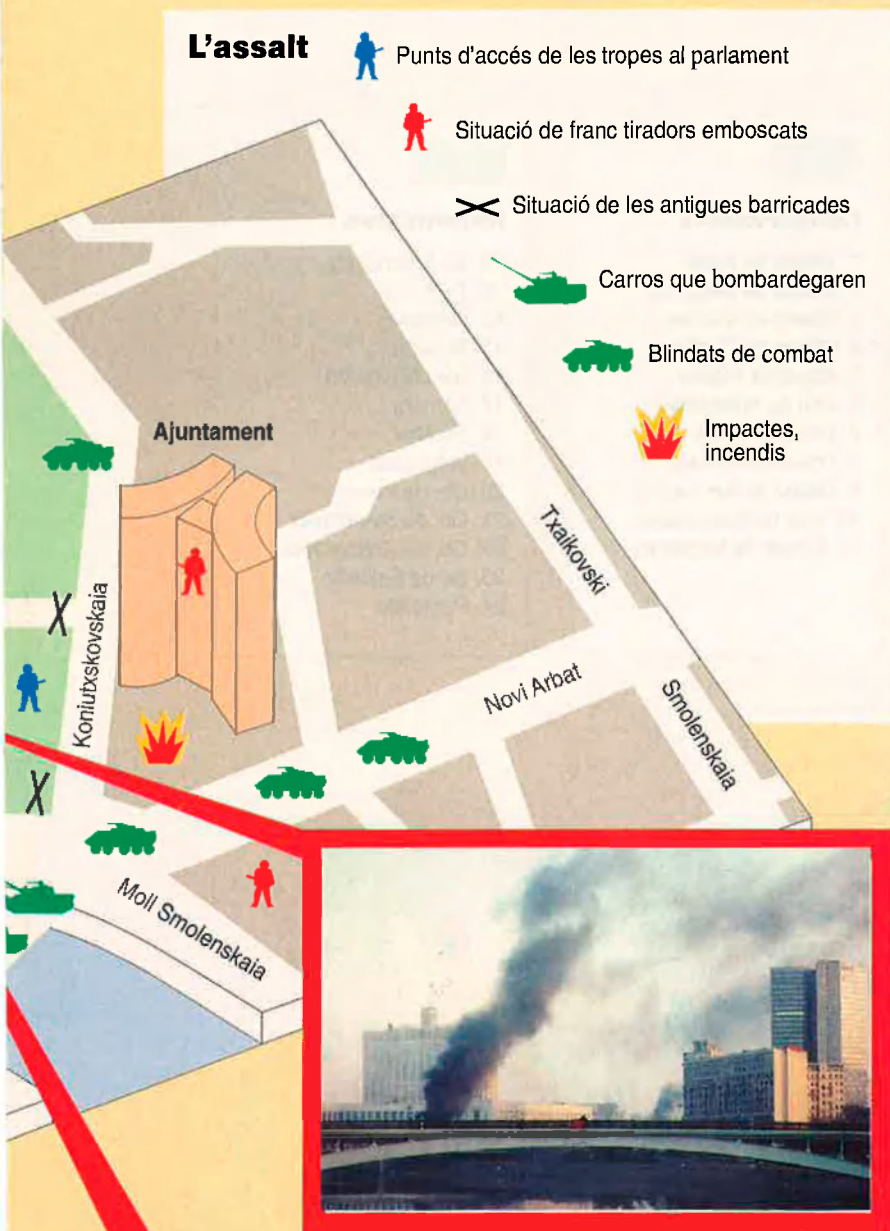 L'assalt
Punts d'accés de les tropes al parlament
Situació de franc tiradors emboscats
Situació de les antigues barricades
Carros que bombardegaren
Blindats de combat
Impactes,
incendis
Ajuntament
Txaikovski
Koniutxskovskaia
Novi Arbat
Smolenskaia
Moll Smolenskaia